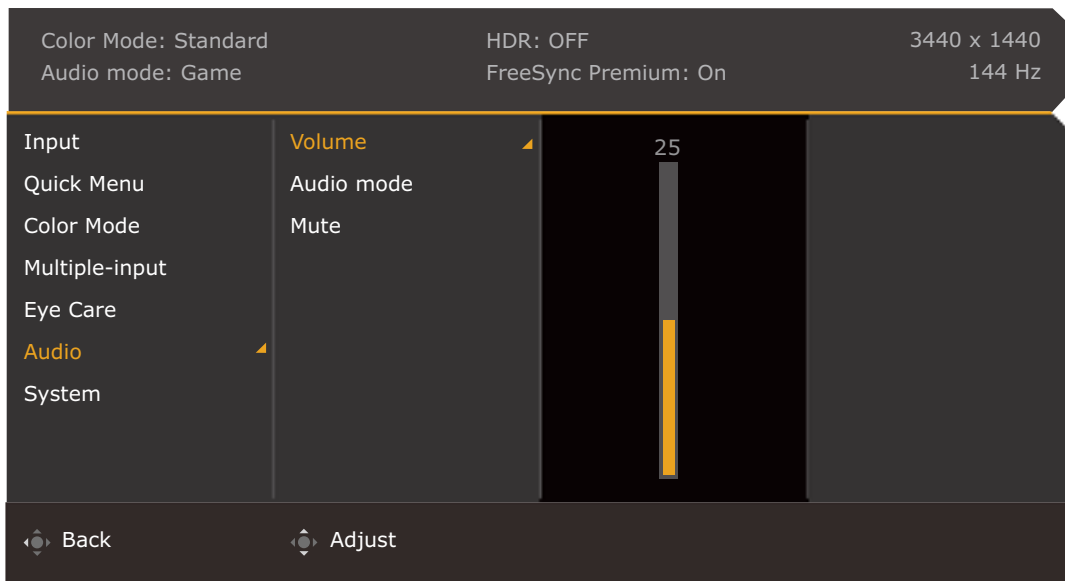 Color Mode: Standard
HDR: OFF
3440 x 1440
Audio mode: Game
FreeSync Premium: On
144 Hz
Input
Quick Menu
Color Mode
Multiple-input
Eye Care
Audio
System
Volume
Audio mode
Mute
25
Back
Adjust